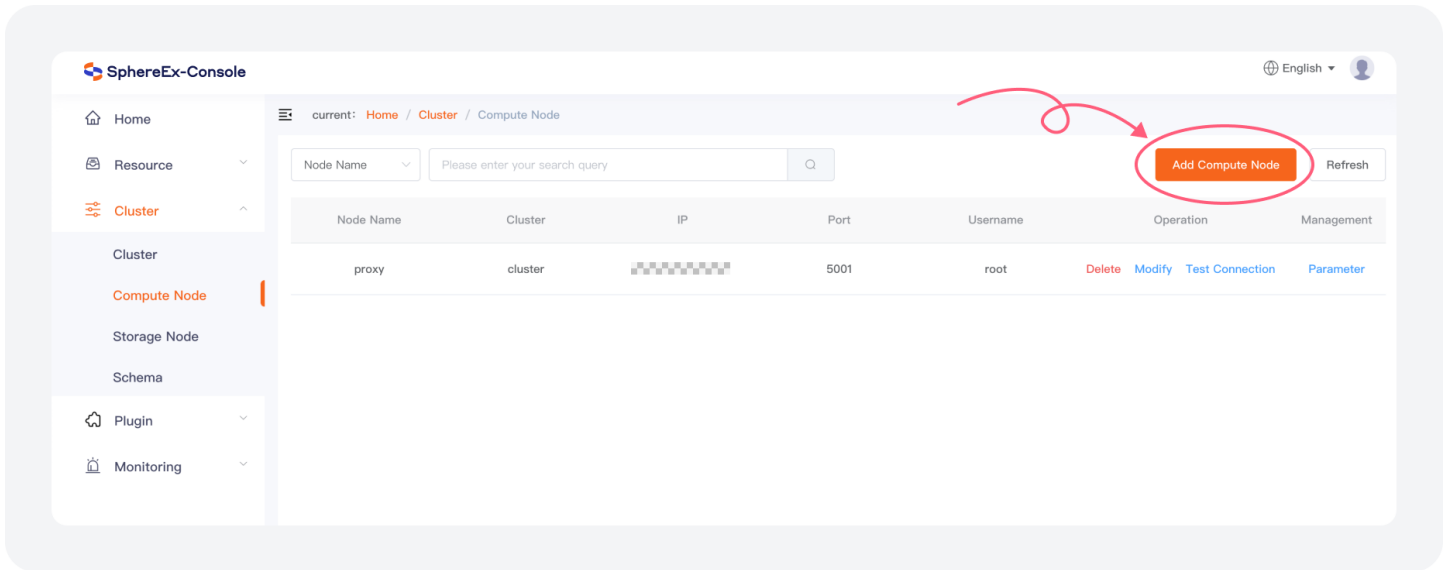 SphereEx-Console
English
Home
Resource
Cluster
Cluster
Compute Node
Storage Node
Schema
Plugin
Monitoring
current: Home / Cluster / Compute Node
Node Name
Please enter your search query
Add Compute Node
Refresh
Node Name Cluster IP Port Username Operation Management
proxy cluster 5001 root Delete Modify Test Connection Parameter